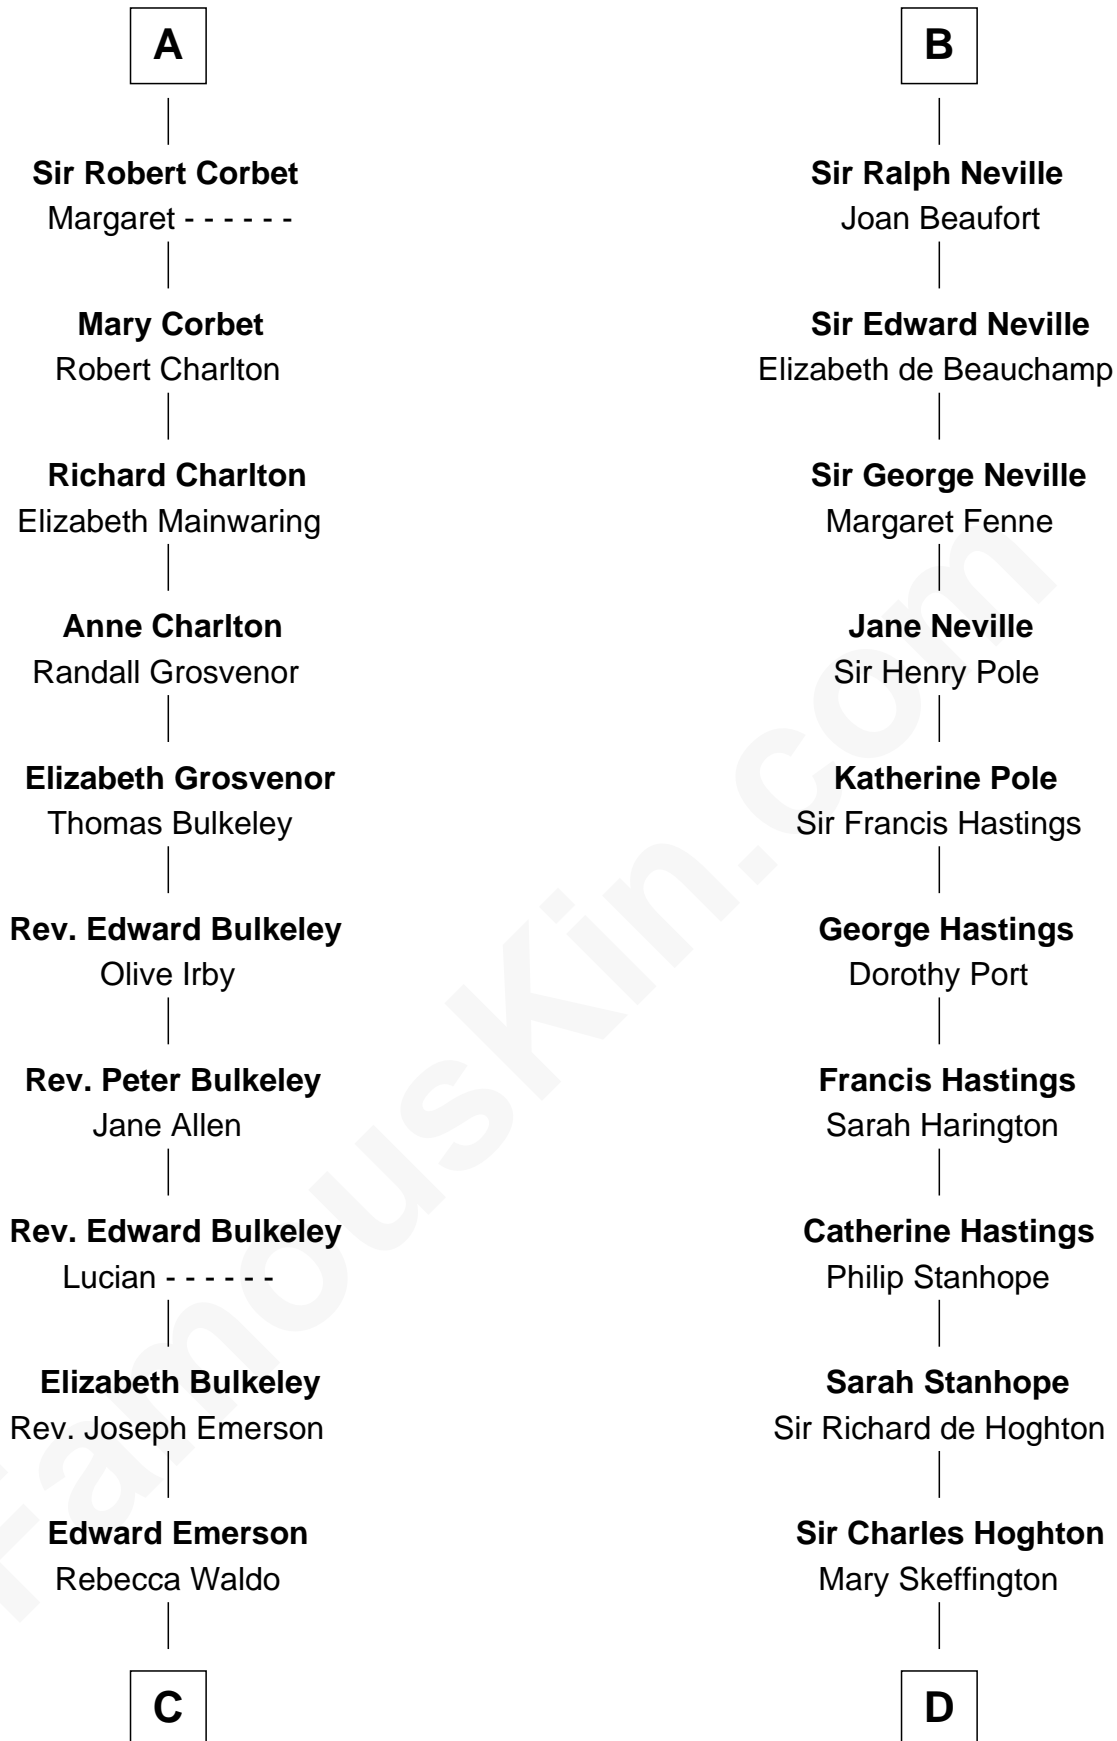 A
Sir Robert Corbet
Margaret - - - - - -
Mary Corbet
Robert Charlton
Richard Charlton
Elizabeth Mainwaring
Anne Charlton
Randall Grosvenor
Elizabeth Grosvenor
Thomas Bulkeley
Rev. Edward Bulkeley
Olive Irby
Rev. Peter Bulkeley
Jane Allen
Rev. Edward Bulkeley
Lucian - - - - - -
Elizabeth Bulkeley
Rev. Joseph Emerson
Edward Emerson
Rebecca Waldo
C
B
Sir Ralph Neville
Joan Beaufort
Sir Edward Neville
Elizabeth de Beauchamp
Sir George Neville
Margaret Fenne
Jane Neville
Sir Henry Pole
Katherine Pole
Sir Francis Hastings
George Hastings
Dorothy Port
Francis Hastings
Sarah Harington
Catherine Hastings
Philip Stanhope
Sarah Stanhope
Sir Richard de Hoghton
Sir Charles Hoghton
Mary Skeffington
D
FamousKin.com